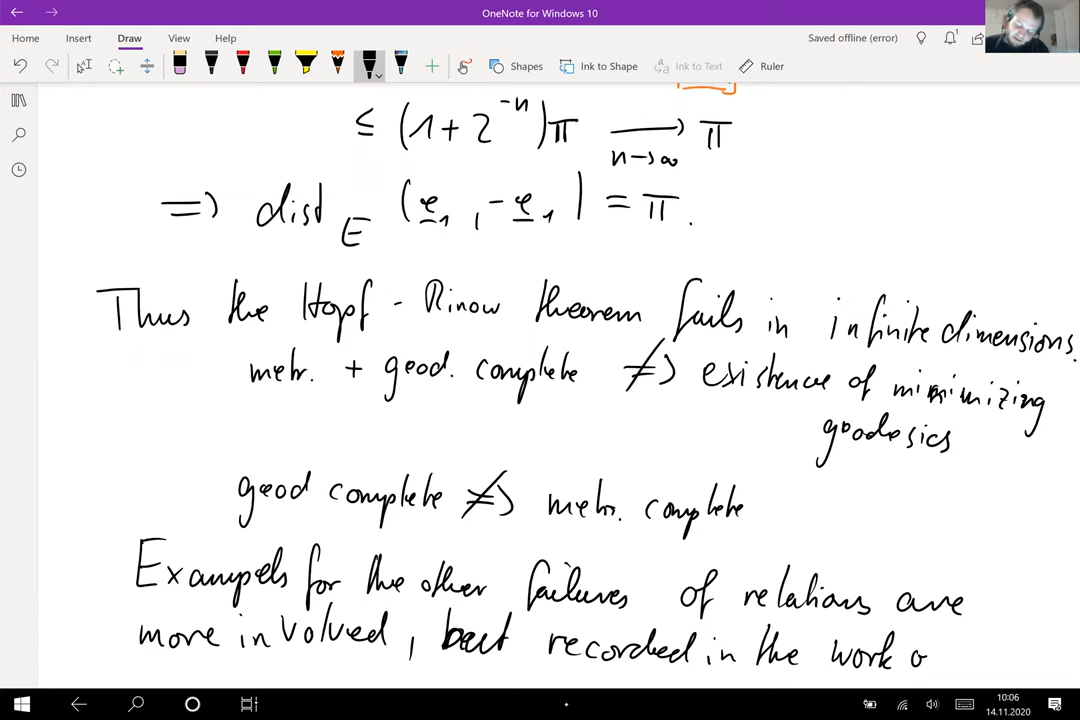 OneNote for Windows 10
Home Insert Draw View Help
Saved offline (error)
Shapes Ink to Shape Ink to Text Ruler
≤ (1 + 2^{-n})π ⟶_{n→∞} π
=> dist_E (e_1, -e_1) = π.
Thus the Hopf - Rinow theorem fails in infinite dimensions.
metr. + geod. complete ≠> existence of minimizing
geodesics
geod complete ≠> metr. complete
Exampels for the other failures of relations are
more involved, but recorded in the work o
10:06
14.11.2020